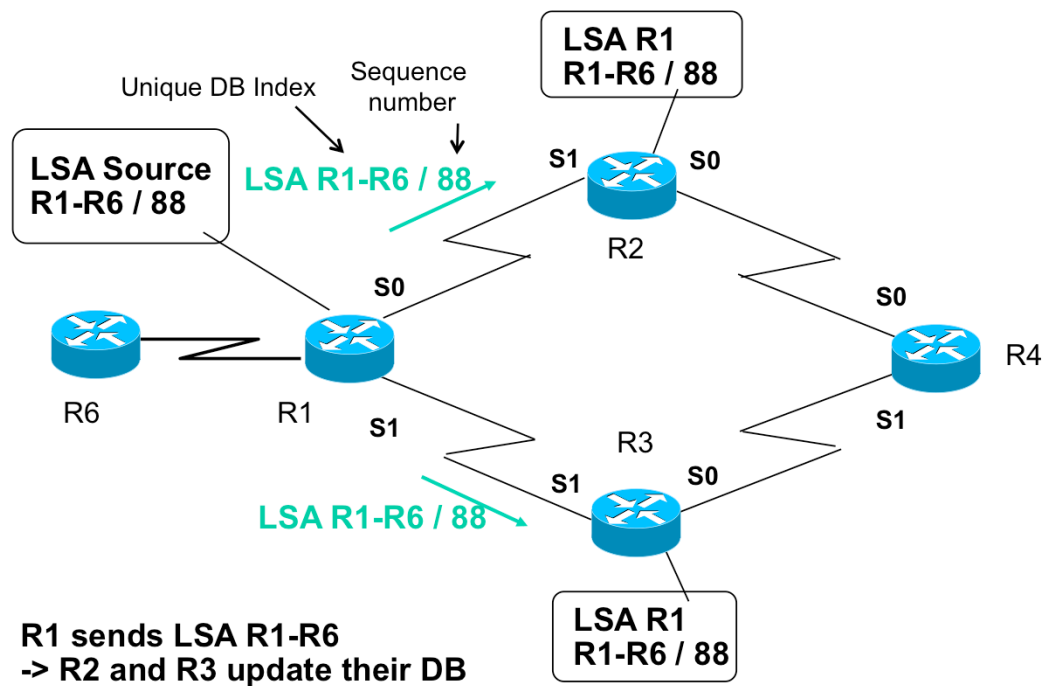 LSA R1
R1-R6 / 88
Unique DB Index
Sequence
number
LSA Source
R1-R6 / 88
LSA R1-R6 / 88
S1
S0
R2
S0
S0
R6
R1
R4
S1
S1
R3
S1
S0
LSA R1-R6 / 88
LSA R1
R1-R6 / 88
R1 sends LSA R1-R6
-> R2 and R3 update their DB